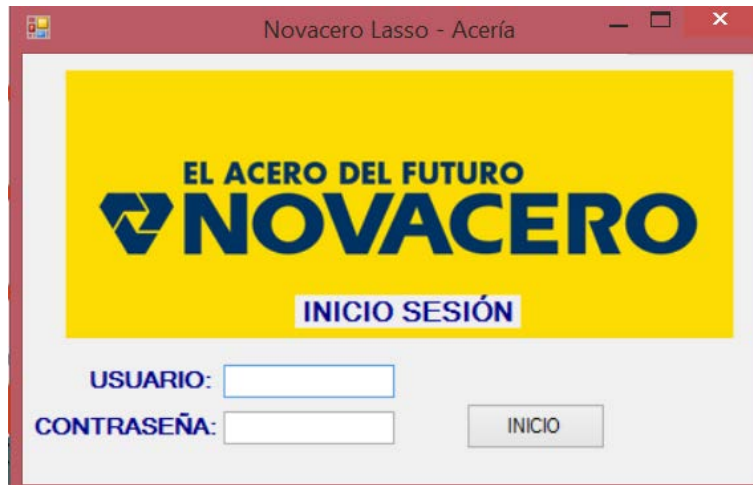 Novacero Lasso - Acería
EL ACERO DEL FUTURO
NOVACERO
INICIO SESIÓN
USUARIO:
CONTRASEÑA:
INICIO